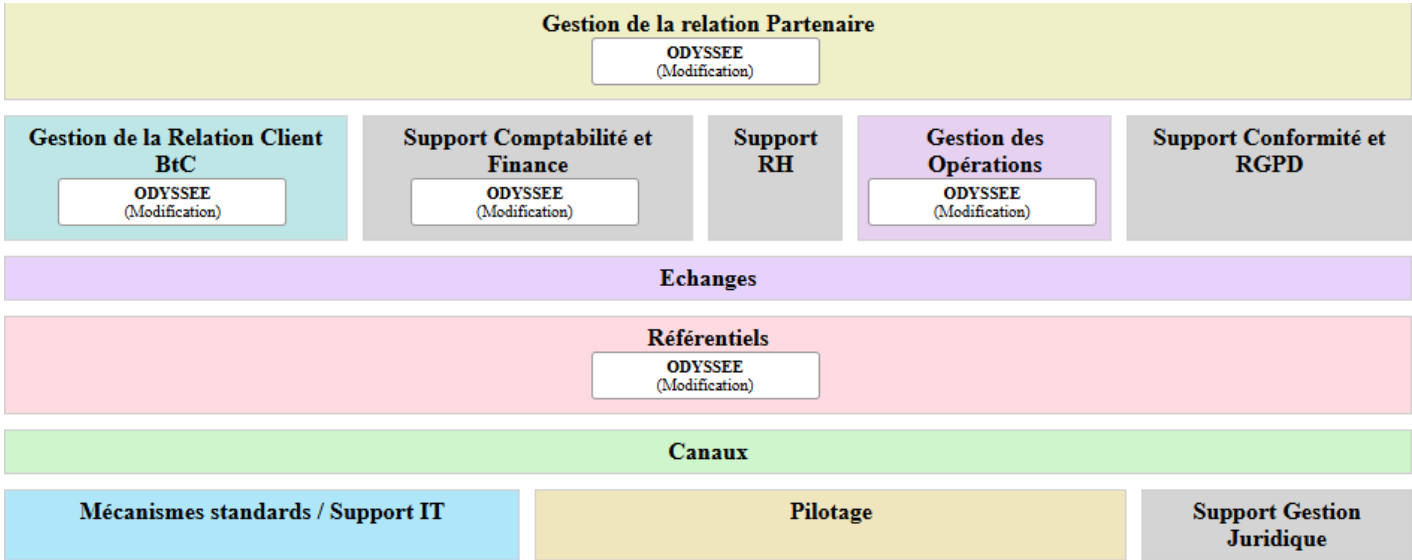 Gestion de la relation Partenaire
ODYSSEE
(Modification)
Gestion de la Relation Client
BtC
ODYSSEE
(Modification)
Support Comptabilité et
Finance
ODYSSEE
(Modification)
Support
RH
Gestion des
Opérations
ODYSSEE
(Modification)
Support Conformité et
RGPD
Echanges
Référentiels
ODYSSEE
(Modification)
Canaux
Mécanismes standards / Support IT
Pilotage
Support Gestion
Juridique